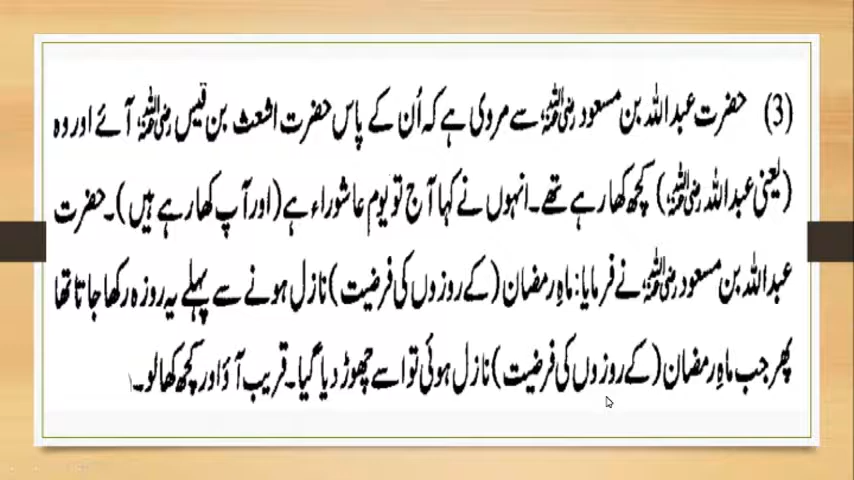 (3) حضرت عبداللہ بن مسعود رضی اللہ عنہ سے مروی ہے کہ اُن کے پاس حضرت اشعث بن قیس رضی اللہ عنہ آئے اور وہ
(یعنی عبداللہ رضی اللہ عنہ) کچھ کھا رہے تھے۔ انہوں نے کہا آج تو یوم عاشوراء ہے (اور آپ کھا رہے ہیں)۔ حضرت
عبداللہ بن مسعود رضی اللہ عنہ نے فرمایا: ماہِ رمضان (کے روزوں کی فرضیت) نازل ہونے سے پہلے یہ روزہ رکھا جاتا تھا
پھر جب ماہِ رمضان (کے روزوں کی فرضیت) نازل ہوئی تو اسے چھوڑ دیا گیا۔ قریب آؤ اور کچھ کھا لو۔